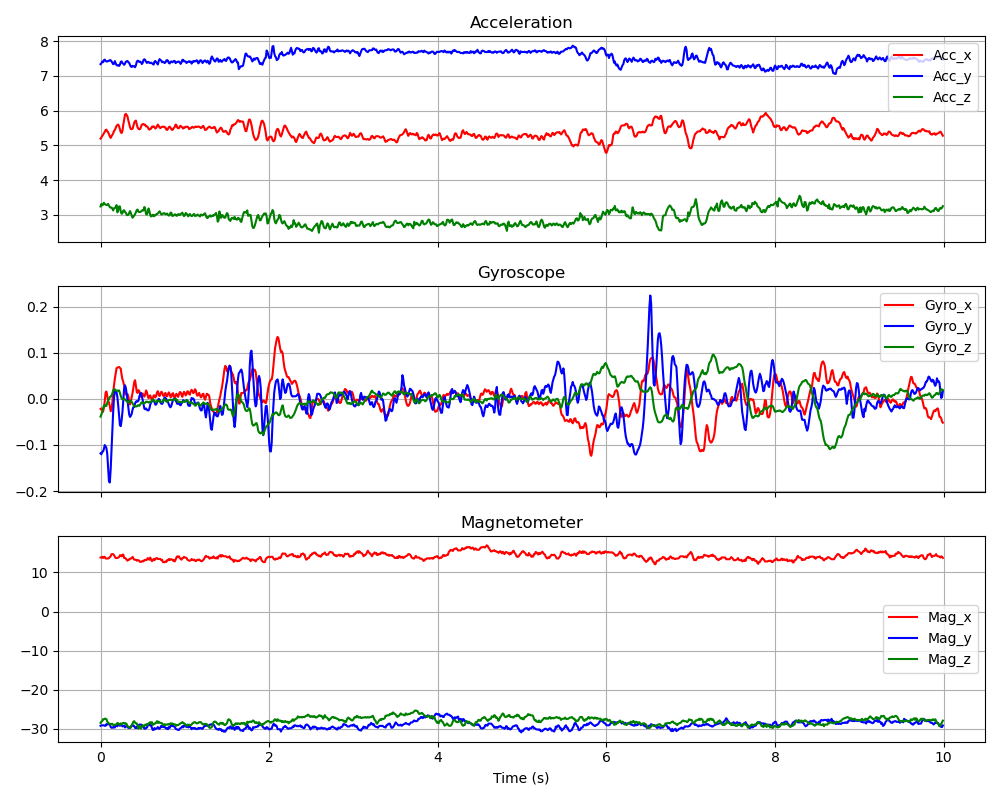 Acceleration
8
7
6
5
4
3
Acc_x
Acc_y
Acc_z
Gyroscope
0.2
0.1
0.0
−0.1
−0.2
Gyro_x
Gyro_y
Gyro_z
Magnetometer
10
0
−10
−20
−30
Mag_x
Mag_y
Mag_z
0 2 4 6 8 10
Time (s)